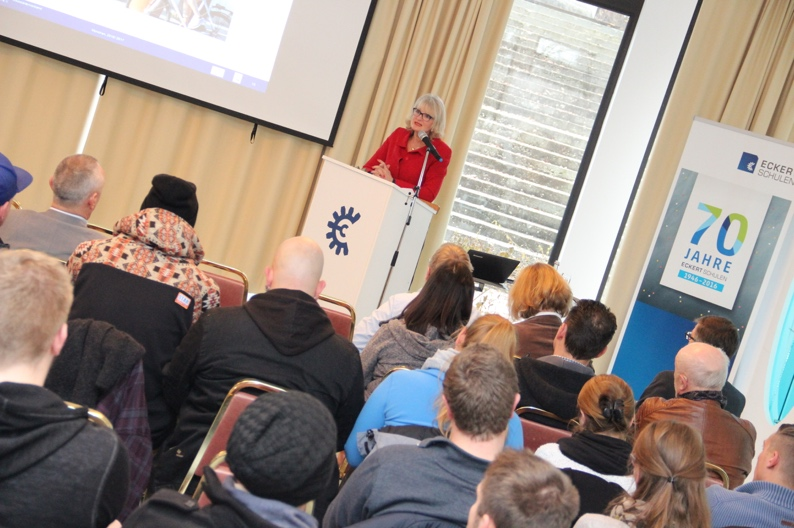 ECKERT
SCHULEN
70
JAHRE
ECKERT SCHULEN
1946-2016